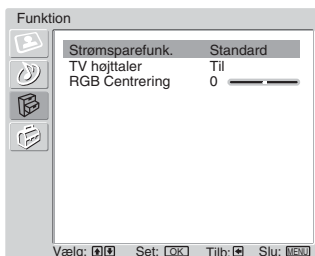 Funktion
Strømsparefunk. Standard
TV højttaler Til
RGB Centrering 0
Vælg: Set: OK Tilb: Slu: MENU